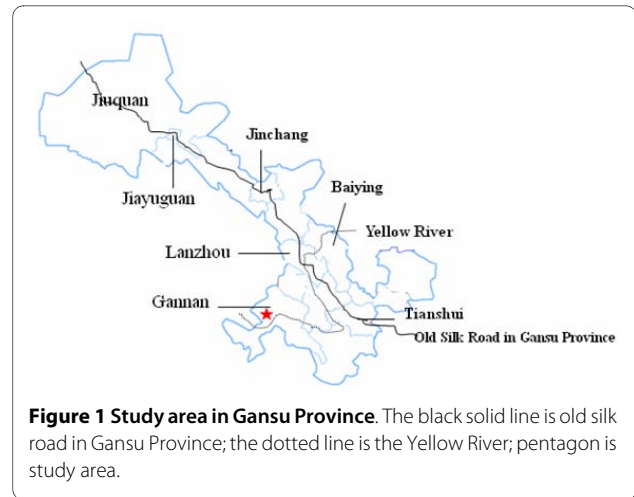 Jiuquan
Jinchang
Jiayuguan
Baiying
Yellow River
Lanzhou
Gannan
Tianshui
Old Silk Road in Gansu Province
Figure 1 Study area in Gansu Province. The black solid line is old silk
road in Gansu Province; the dotted line is the Yellow River; pentagon is
study area.